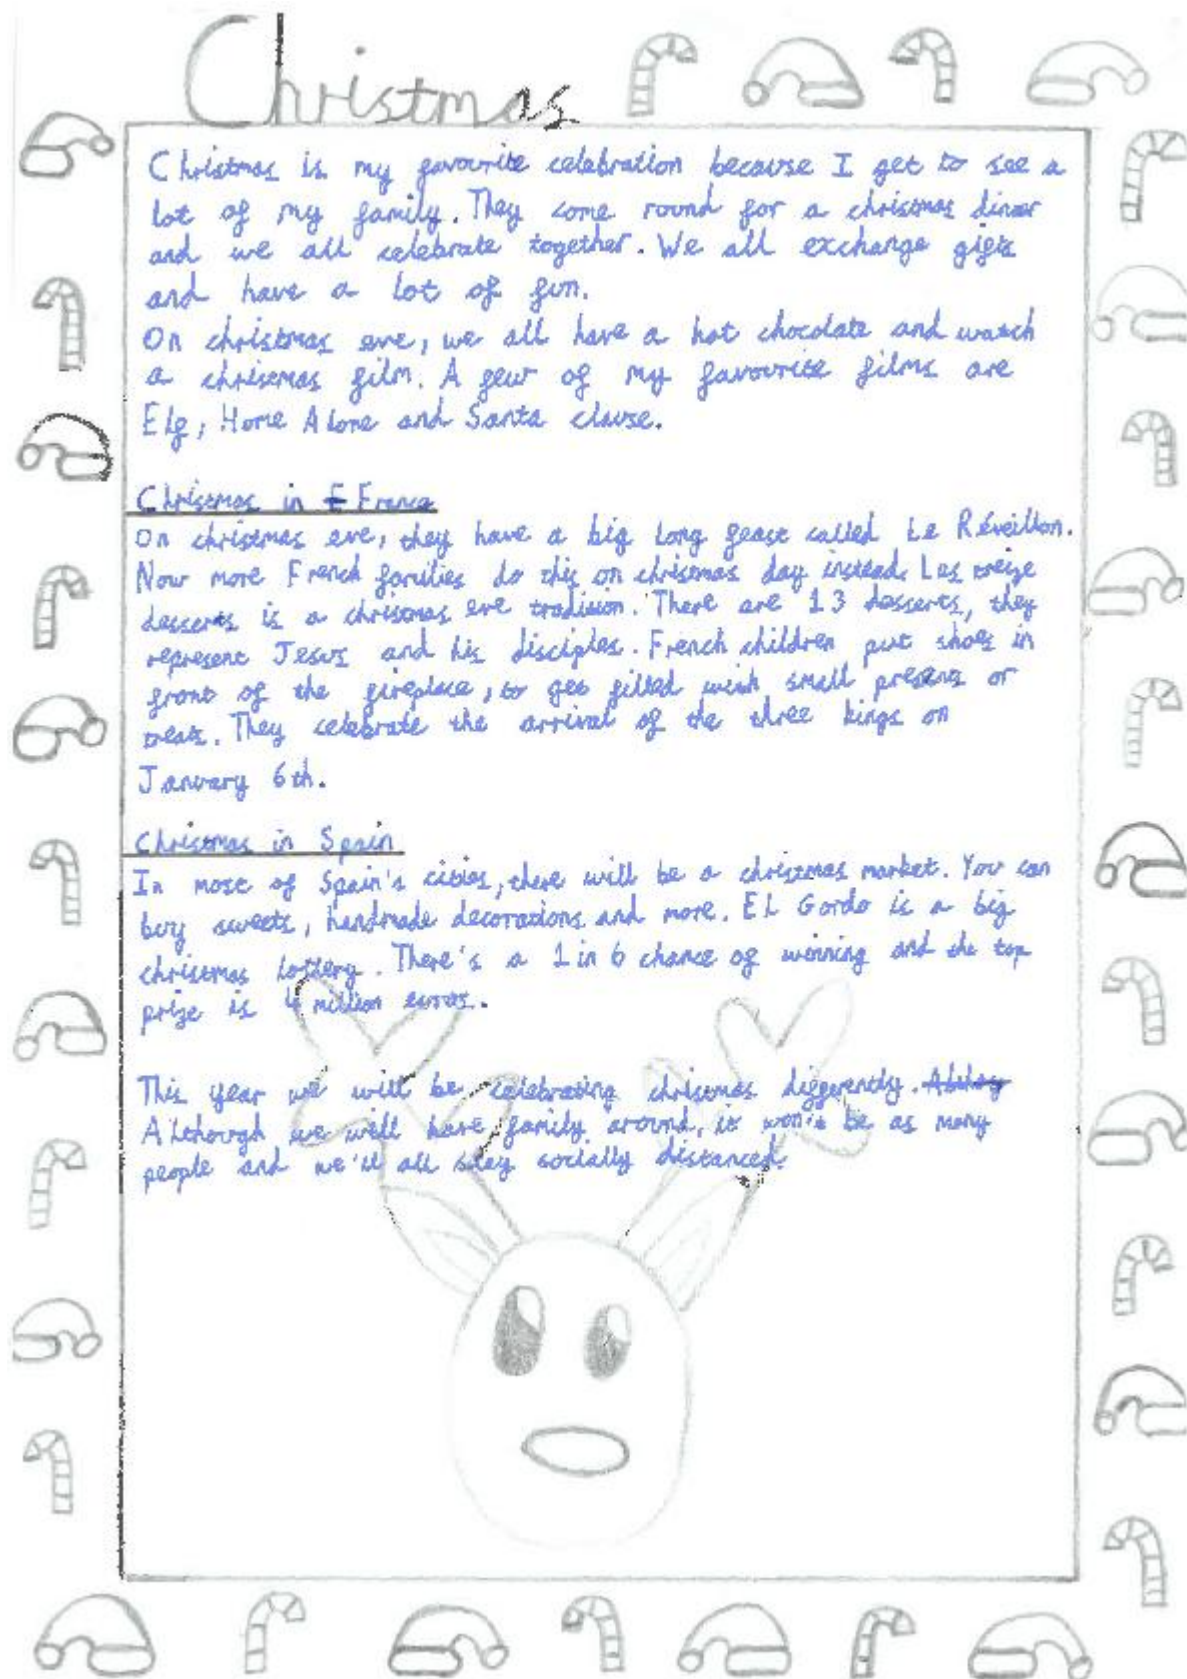 Christmas
Christmas is my favourite celebration because I get to see a
lot of my family. They come round for a christmas dinner
and we all celebrate together. We all exchange gifts
and have a lot of fun.
On christmas eve, we all have a hot chocolate and watch
a christmas film. A few of my favourite films are
Elf, Home Alone and Santa clause.
Christmas in France
On christmas eve, they have a big long feast called Le Réveillon.
Now more French families do this on christmas day instead. Les treize
desserts is a christmas eve tradition. There are 13 desserts, they
represent Jesus and his disciples. French children put shoes in
front of the fireplace, to get filled with small presents or
treats. They celebrate the arrival of the three kings on
January 6th.
Christmas in Spain
In most of Spain's cities, there will be a christmas market. You can
buy sweets, handmade decorations and more. El Gordo is a big
christmas lottery. There's a 1 in 6 chance of winning and the top
prize is 4 million euros.
This year we will be celebrating christmas differently.
Although we will have family around, it won't be as many
people and we'll all stay socially distanced.